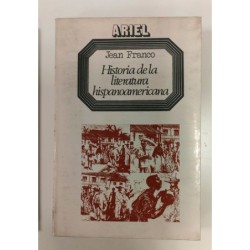 ARIEL
Jean Franco
Historia de la
literatura
hispanoamericana